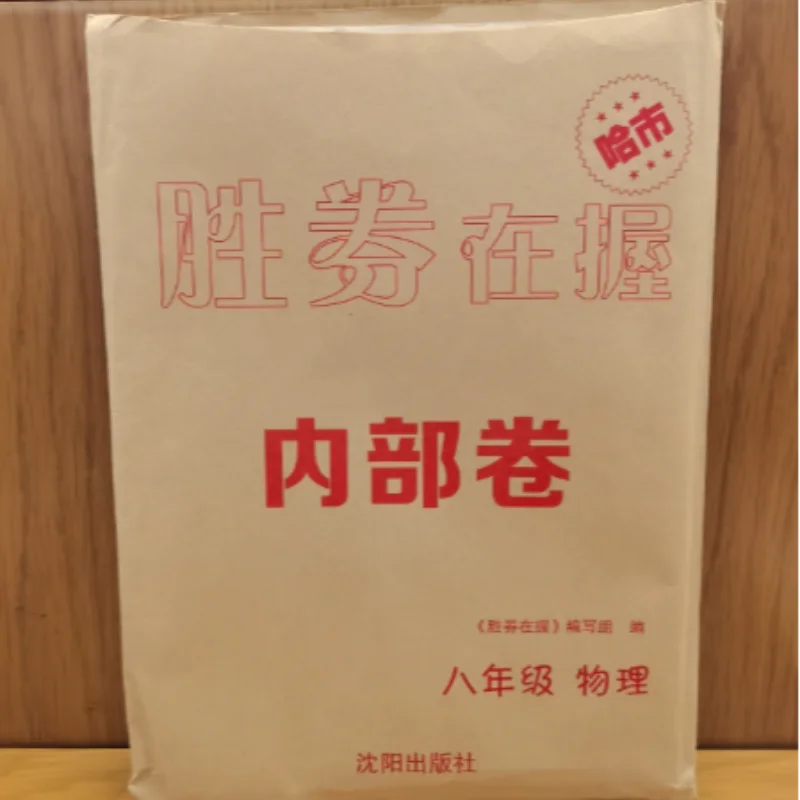 哈市
胜券在握
内部卷
《胜券在握》编写组 编
八年级 物理
沈阳出版社